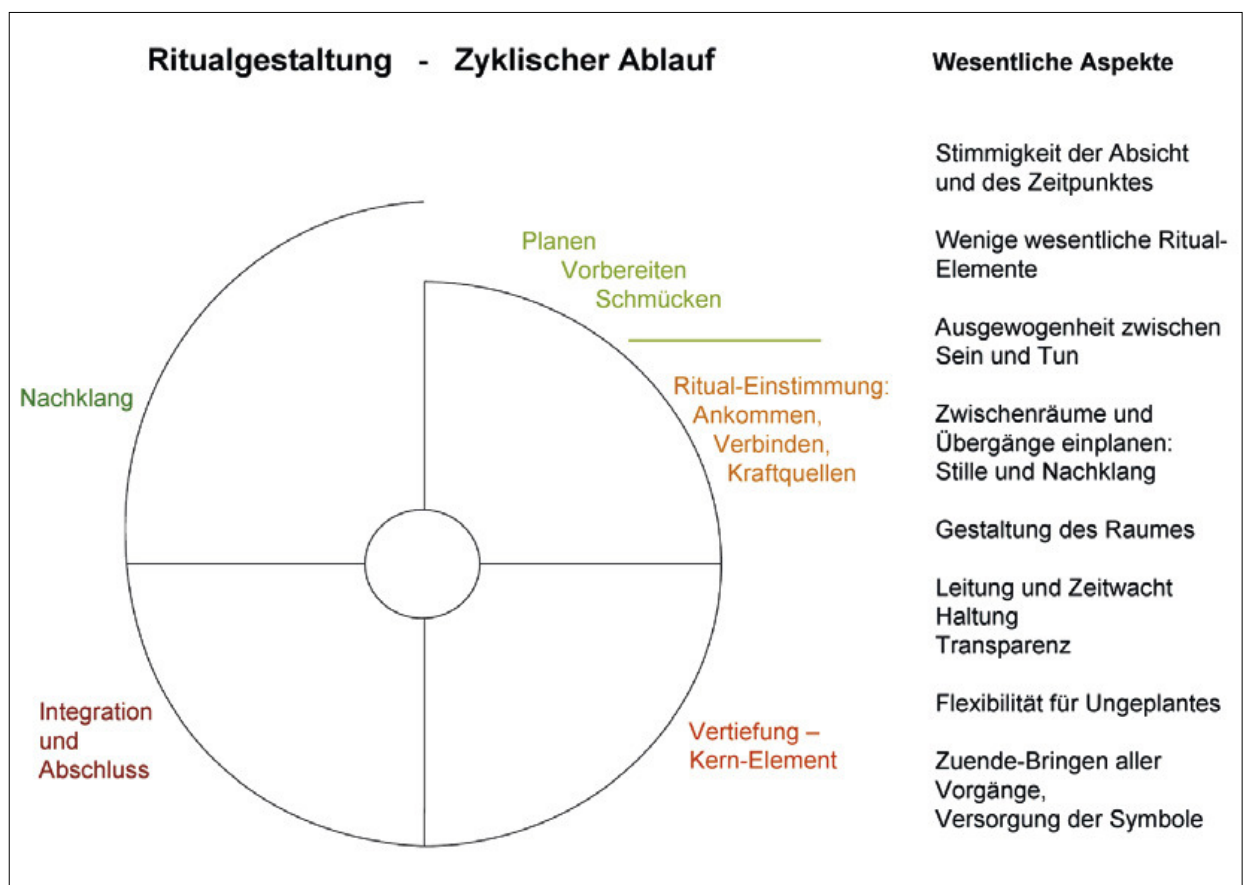 Ritualgestaltung - Zyklischer Ablauf
Planen
Vorbereiten
Schmücken
Ritual-Einstimmung:
Ankommen,
Verbinden,
Kraftquellen
Vertiefung –
Kern-Element
Integration
und
Abschluss
Nachklang
Wesentliche Aspekte
Stimmigkeit der Absicht
und des Zeitpunktes
Wenige wesentliche Ritual-
Elemente
Ausgewogenheit zwischen
Sein und Tun
Zwischenräume und
Übergänge einplanen:
Stille und Nachklang
Gestaltung des Raumes
Leitung und Zeitwacht
Haltung
Transparenz
Flexibilität für Ungeplantes
Zuende-Bringen aller
Vorgänge,
Versorgung der Symbole